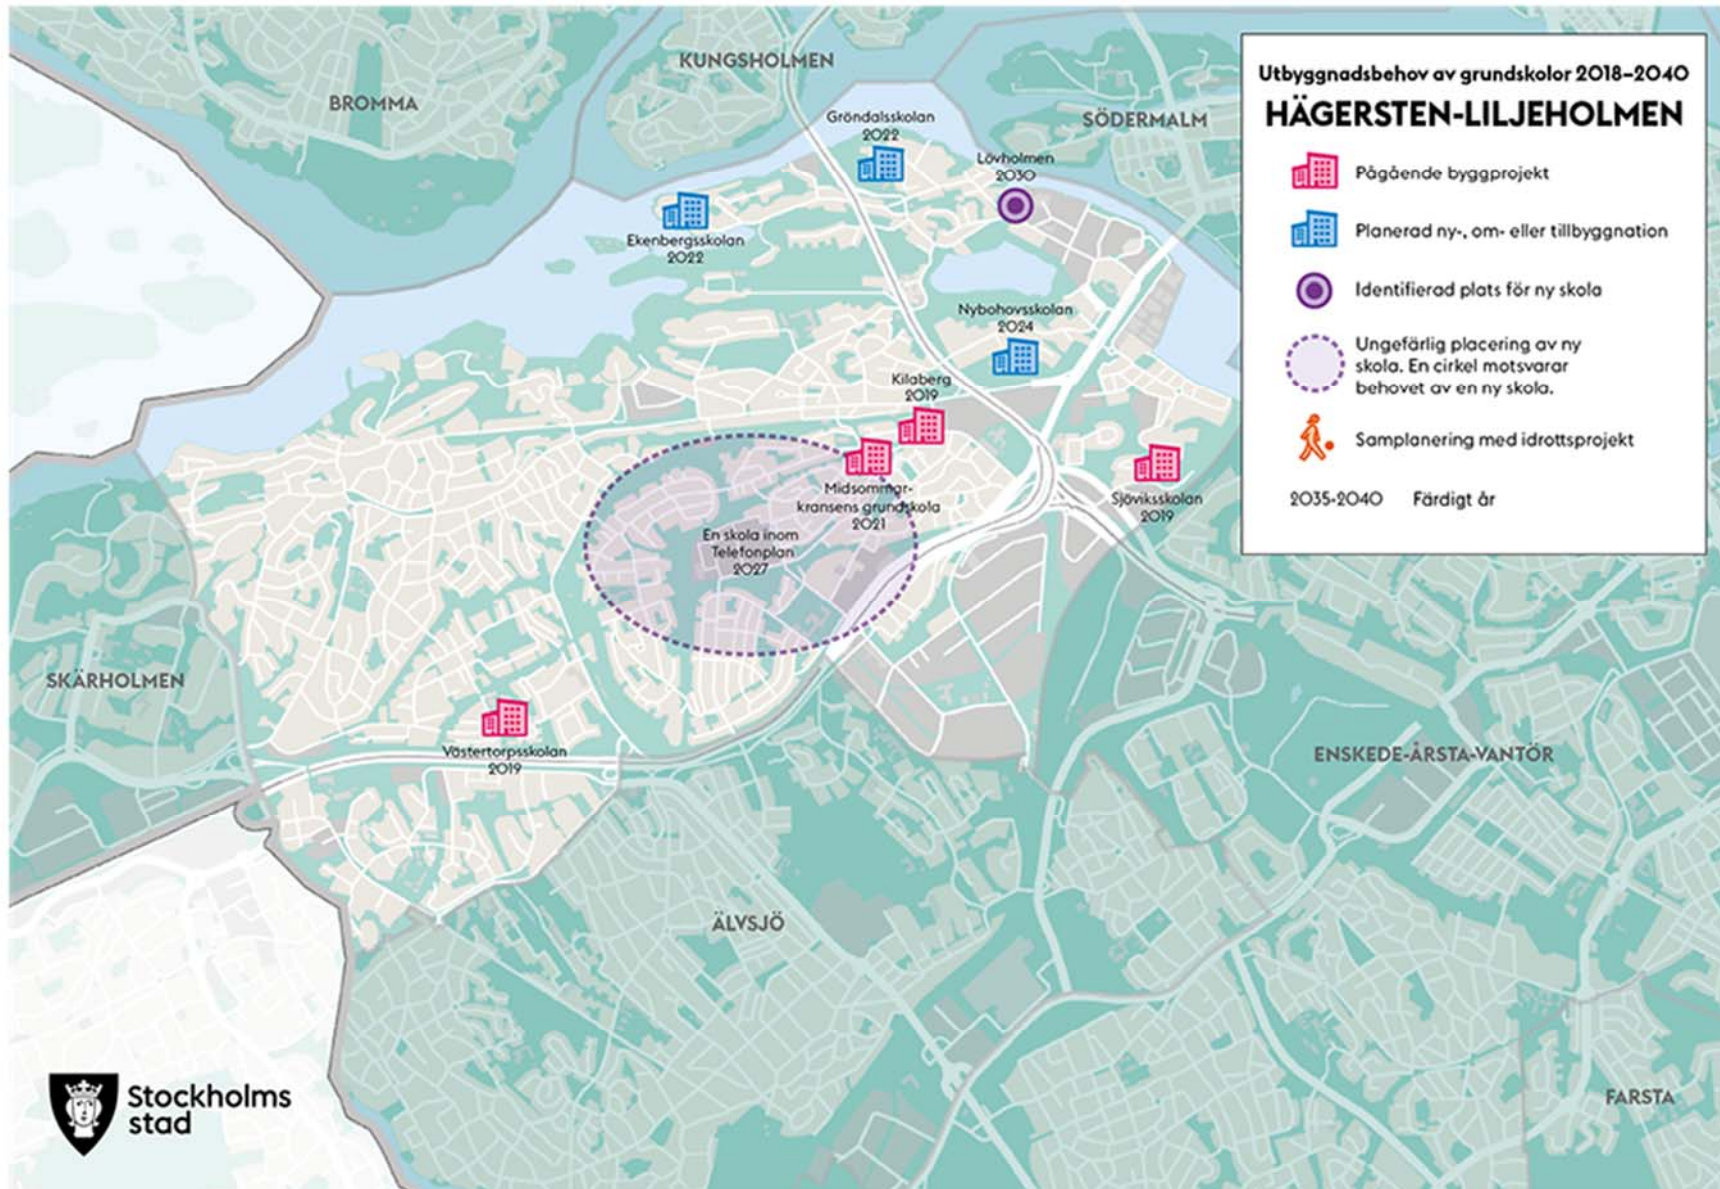 KUNGSHOLMEN
BROMMA
SÖDERMALM
Gröndalsskolan
2022
Lövholmen
2030
Ekenbergsskolan
2022
Nybohovsskolan
2024
Kilaberg
2019
Midsommar-
kransens grundskola
2021
Sjöviksskolan
2019
En skola inom
Telefonplan
2027
SKÄRHOLMEN
Västertorpsskolan
2019
ENSKEDE-ÅRSTA-VANTÖR
ÄLVSJÖ
FARSTA
Utbyggnadsbehov av grundskolor 2018–2040
HÄGERSTEN-LILJEHOLMEN
Pågående byggprojekt
Planerad ny-, om- eller tillbyggnation
Identifierad plats för ny skola
Ungefärlig placering av ny
skola. En cirkel motsvarar
behovet av en ny skola.
Samplanering med idrottsprojekt
2035-2040 Färdigt år
Stockholms
stad